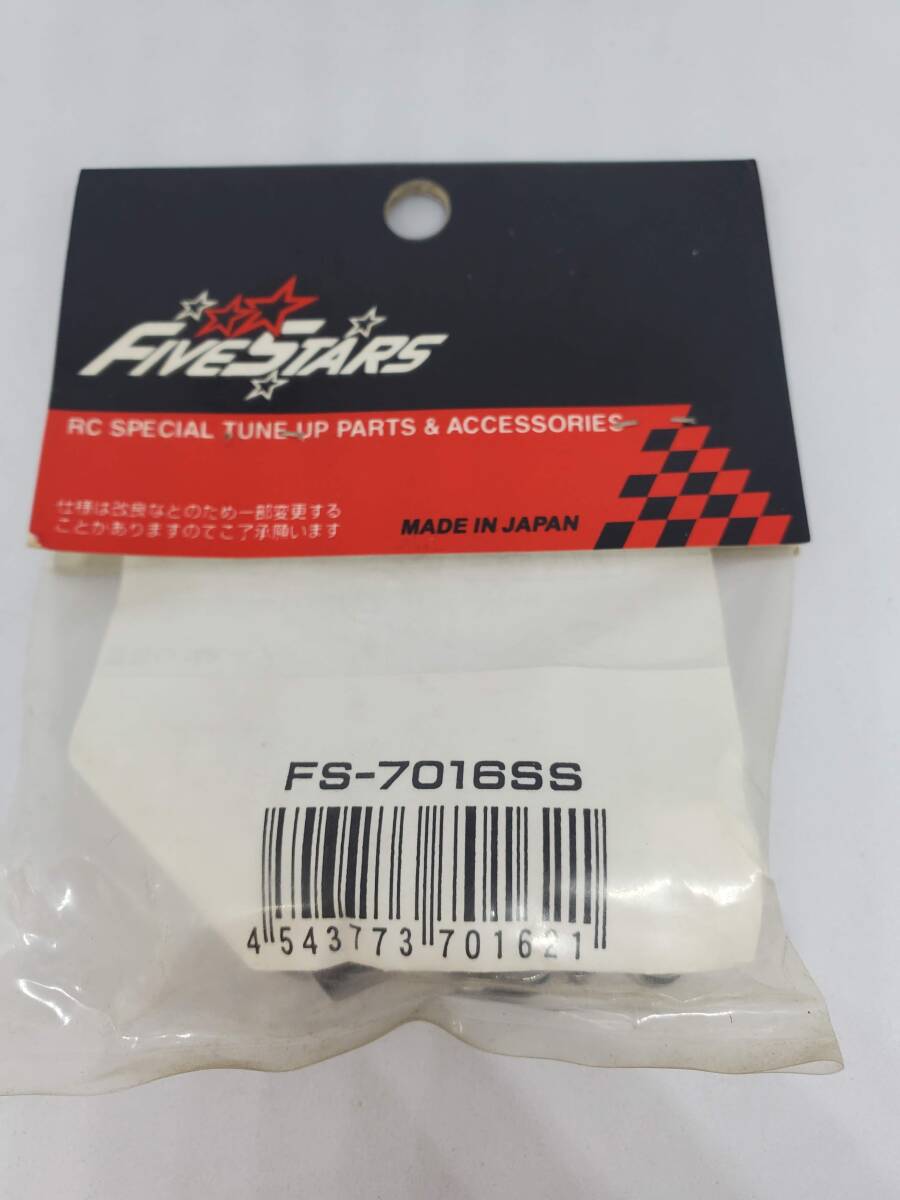 FIVESTARS
RC SPECIAL TUNE UP PARTS & ACCESSORIES
仕様は改良などのため一部変更する
ことがありますのでご了承願います
MADE IN JAPAN
FS-7016SS
4 543773 701621